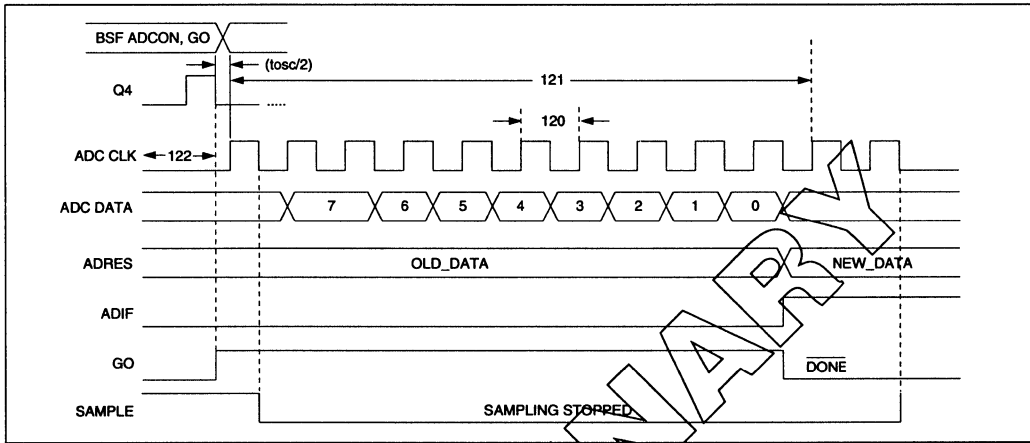 BSF ADCON, GO
(tosc/2)
Q4
.....
121
120
ADC CLK
122
ADC DATA
7 6 5 4 3 2 1 0
ADRES
OLD_DATA
NEW_DATA
ADIF
GO
DONE
SAMPLE
SAMPLING STOPPED
NARY